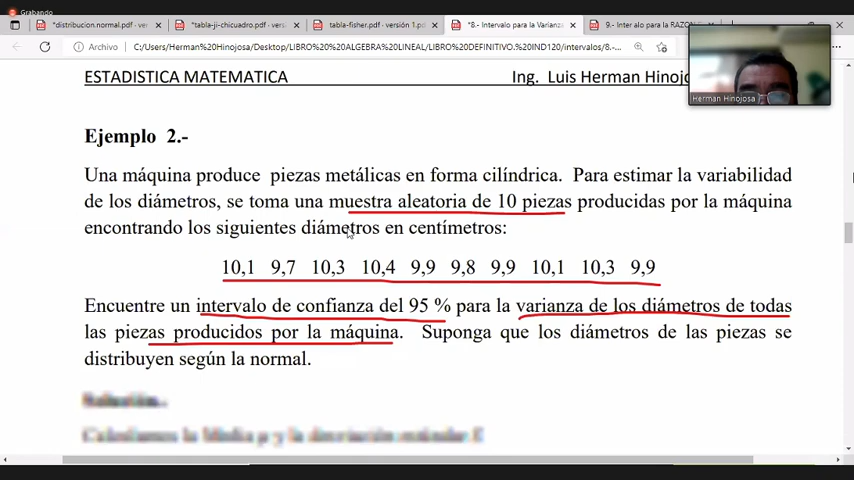 Grabando
*distribucion.normal.pdf - versión
*tabla-ji-chicuadro.pdf - versión
tabla-fisher.pdf - versión 1.pd
*8.- Intervalo para la Varianza
9.- Inter alo para la RAZON
Archivo
C:/Users/Herman%20Hinojosa/Desktop/LIBRO%20%20ALGEBRA%20LINEAL/LIBRO%20DEFINITIVO.%20IND120/intervalos/8.-...
ESTADISTICA MATEMATICA Ing. Luis Herman Hinojo
Herman Hinojosa
Ejemplo 2.-
Una máquina produce piezas metálicas en forma cilíndrica. Para estimar la variabilidad
de los diámetros, se toma una muestra aleatoria de 10 piezas producidas por la máquina
encontrando los siguientes diámetros en centímetros:
10,1 9,7 10,3 10,4 9,9 9,8 9,9 10,1 10,3 9,9
Encuentre un intervalo de confianza del 95 % para la varianza de los diámetros de todas
las piezas producidos por la máquina. Suponga que los diámetros de las piezas se
distribuyen según la normal.